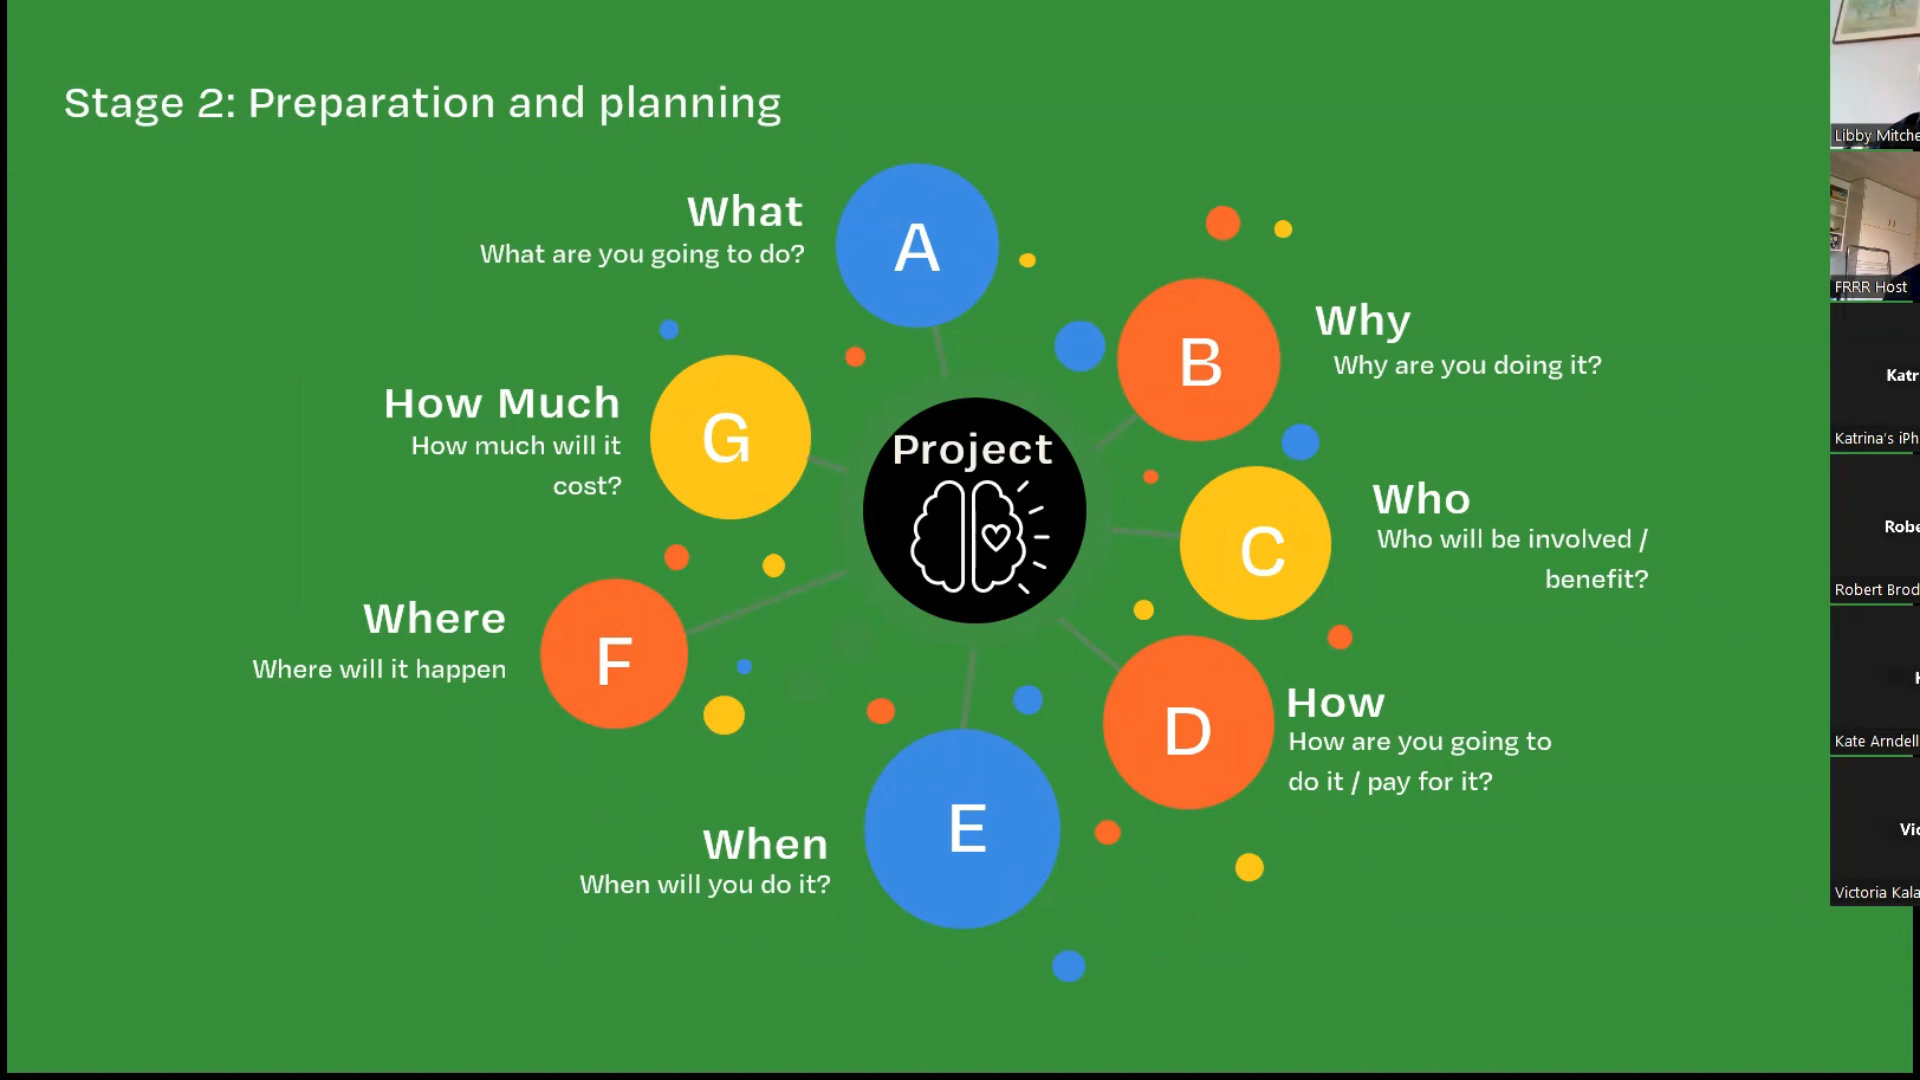 Stage 2: Preparation and planning
What
What are you going to do?
A
B
Why
Why are you doing it?
How Much
How much will it
cost?
G
Project
C
Who
Who will be involved /
benefit?
Where
Where will it happen
F
D
How
How are you going to
do it / pay for it?
When
When will you do it?
E
Libby Mitche
FRRR Host
Katr
Katrina's iPh
Robe
Robert Brod
K
Kate Arndell
Vic
Victoria Kala